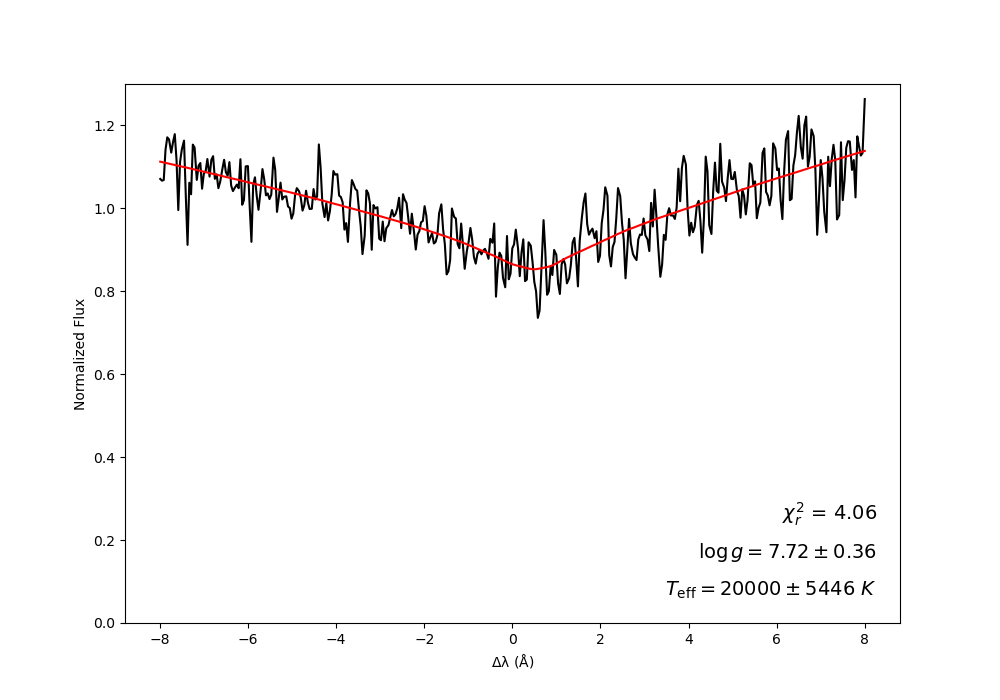 1.2
1.0
0.8
0.6
0.4
0.2
0.0
Normalized Flux
χ²ᵣ = 4.06
log g = 7.72 ± 0.36
T_eff = 20000 ± 5446 K
−8 −6 −4 −2 0 2 4 6 8
Δλ (Å)